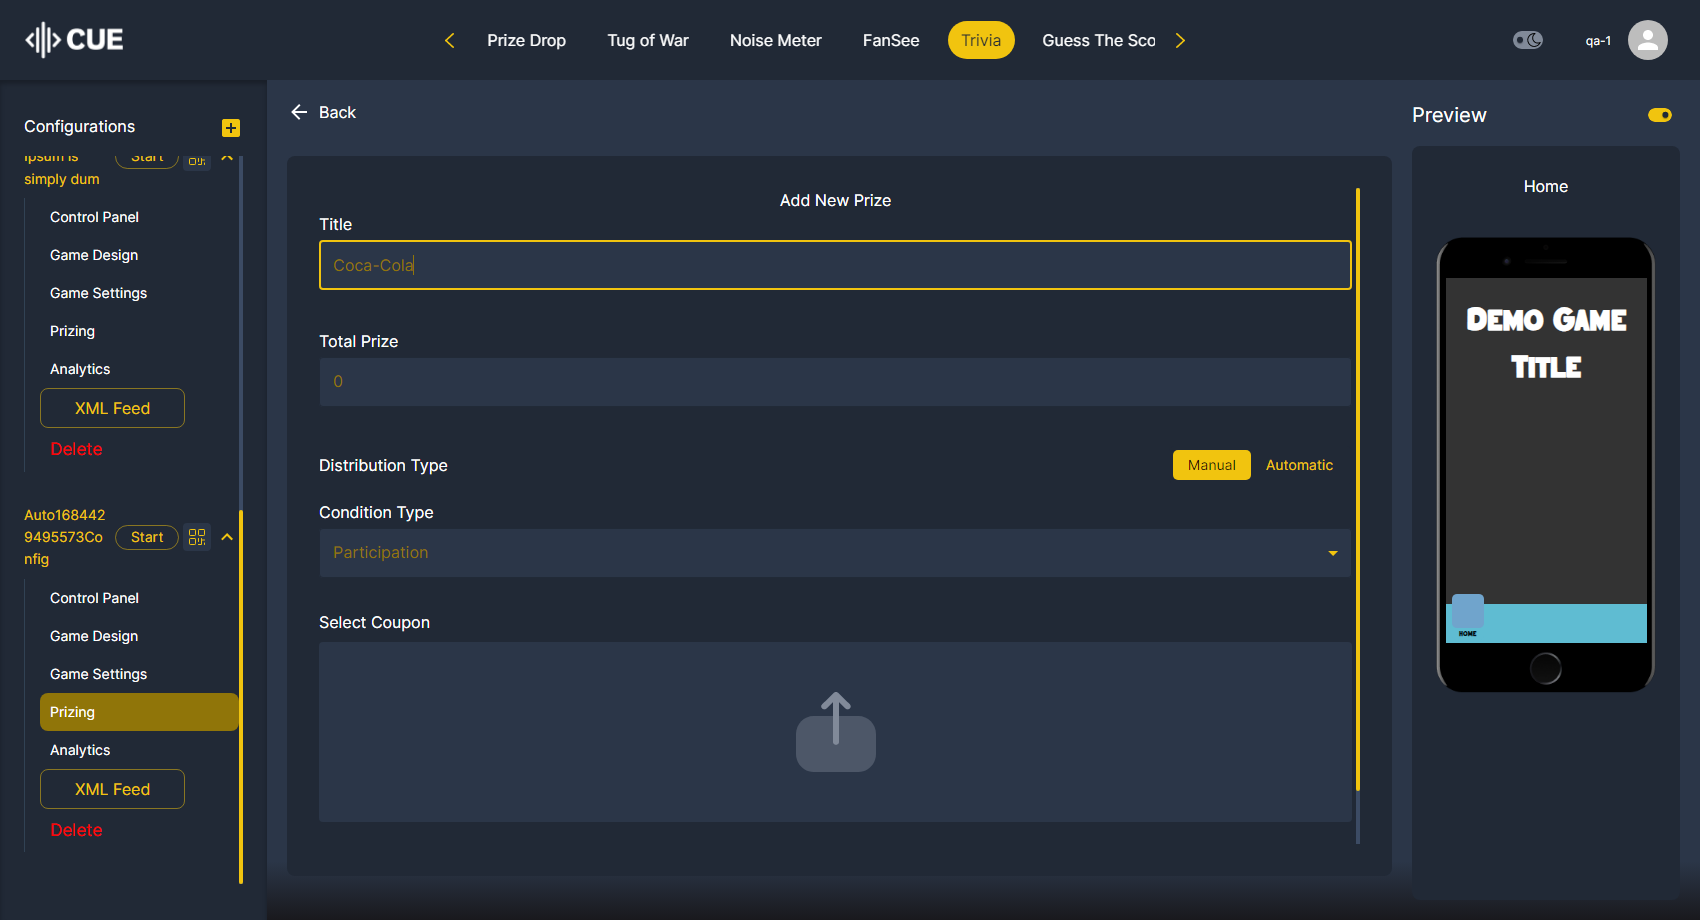 CUE
Prize Drop
Tug of War
Noise Meter
FanSee
Trivia
Guess The Sco
qa-1
Configurations
Ipsum is
simply dum
Start
Control Panel
Game Design
Game Settings
Prizing
Analytics
XML Feed
Delete
Auto168442
9495573Co
nfig
Start
Control Panel
Game Design
Game Settings
Prizing
Analytics
XML Feed
Delete
Back
Add New Prize
Title
Coca-Cola
Total Prize
0
Distribution Type
Manual
Automatic
Condition Type
Participation
Select Coupon
Preview
Home
Demo Game
Title
HOME